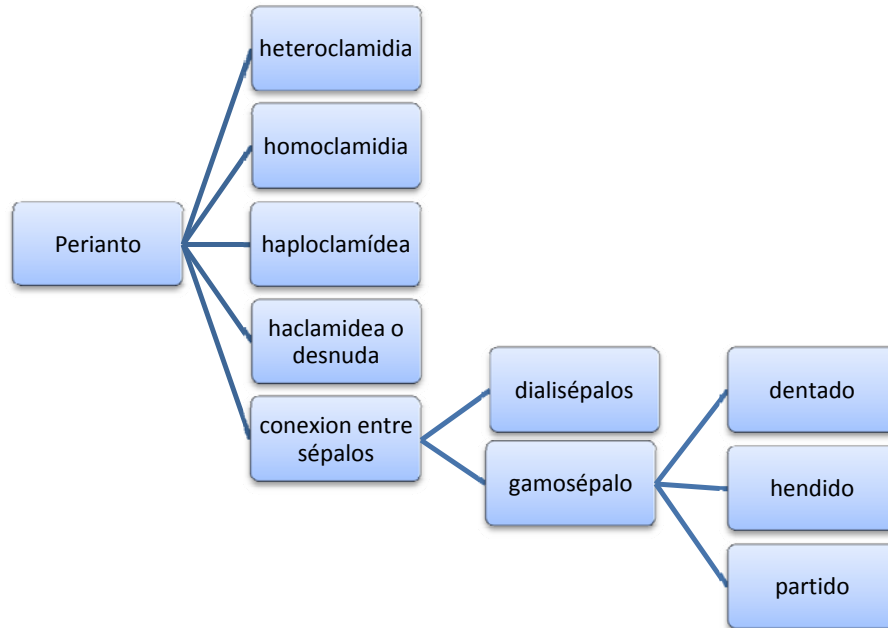 Perianto
heteroclamidia
homoclamidia
haploclamídea
haclamidea o
desnuda
conexion entre
sépalos
dialisépalos
gamosépalo
dentado
hendido
partido